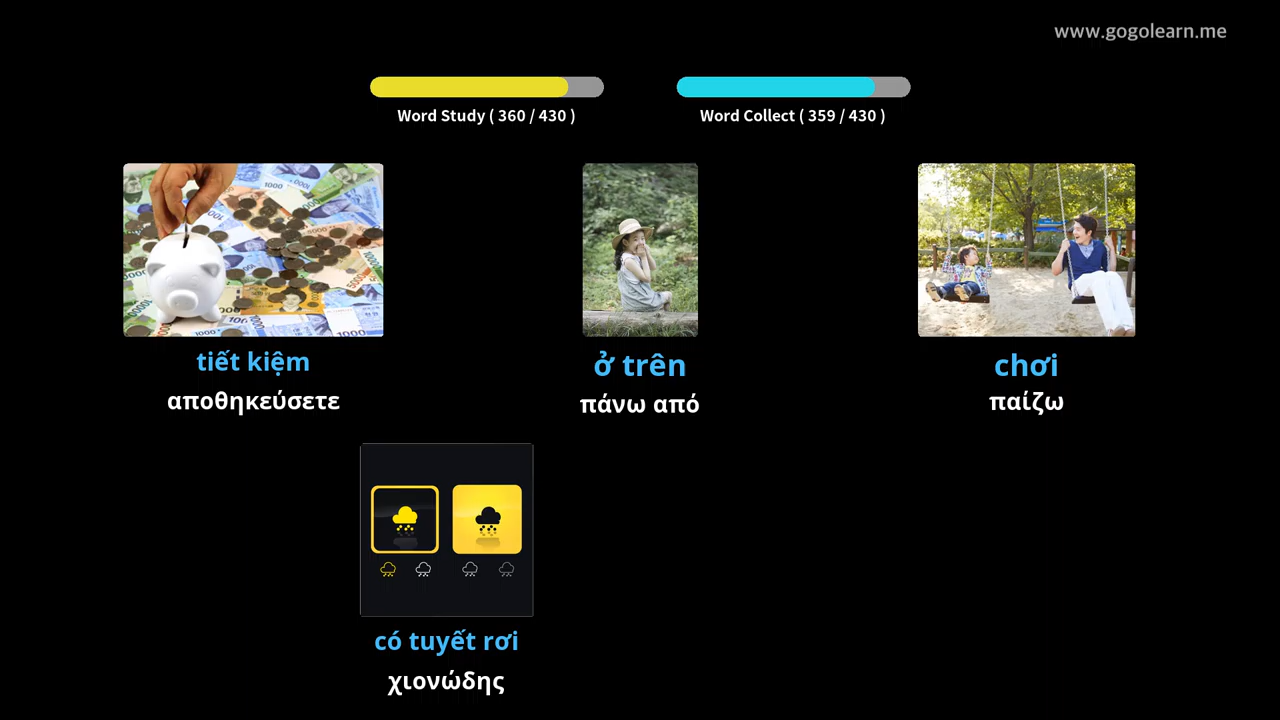 www.gogolearn.me
Word Study ( 360 / 430 )
Word Collect ( 359 / 430 )
tiết kiệm
αποθηκεύσετε
ở trên
πάνω από
chơi
παίζω
có tuyết rơi
χιονώδης